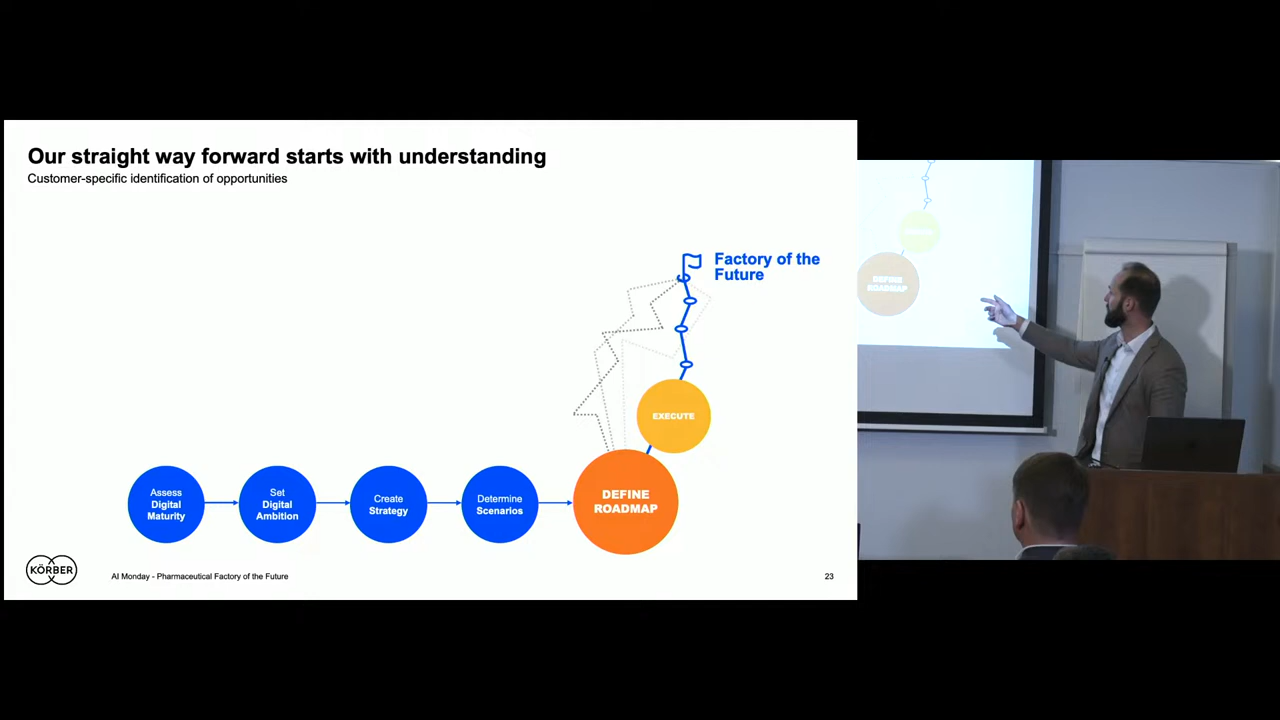 Our straight way forward starts with understanding
Customer-specific identification of opportunities
Factory of the
Future
EXECUTE
Assess
Digital
Maturity
Set
Digital
Ambition
Create
Strategy
Determine
Scenarios
DEFINE
ROADMAP
KÖRBER
AI Monday - Pharmaceutical Factory of the Future
23
DEFINE
ROADMAP